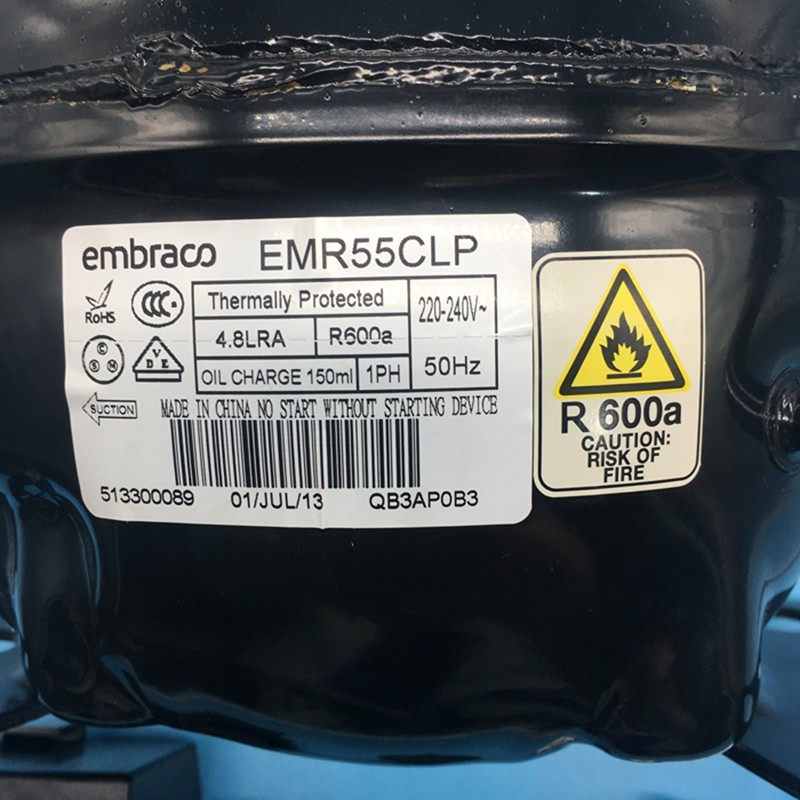 embraco EMR55CLP
RoHS
CCC
Thermally Protected
220-240V~
4.8LRA
R600a
50Hz
OIL CHARGE 150ml
1PH
C
S M
V
D E
SUCTION
MADE IN CHINA NO START WITHOUT STARTING DEVICE
513300089 01/JUL/13 QB3AP0B3
R 600a
CAUTION:
RISK OF
FIRE